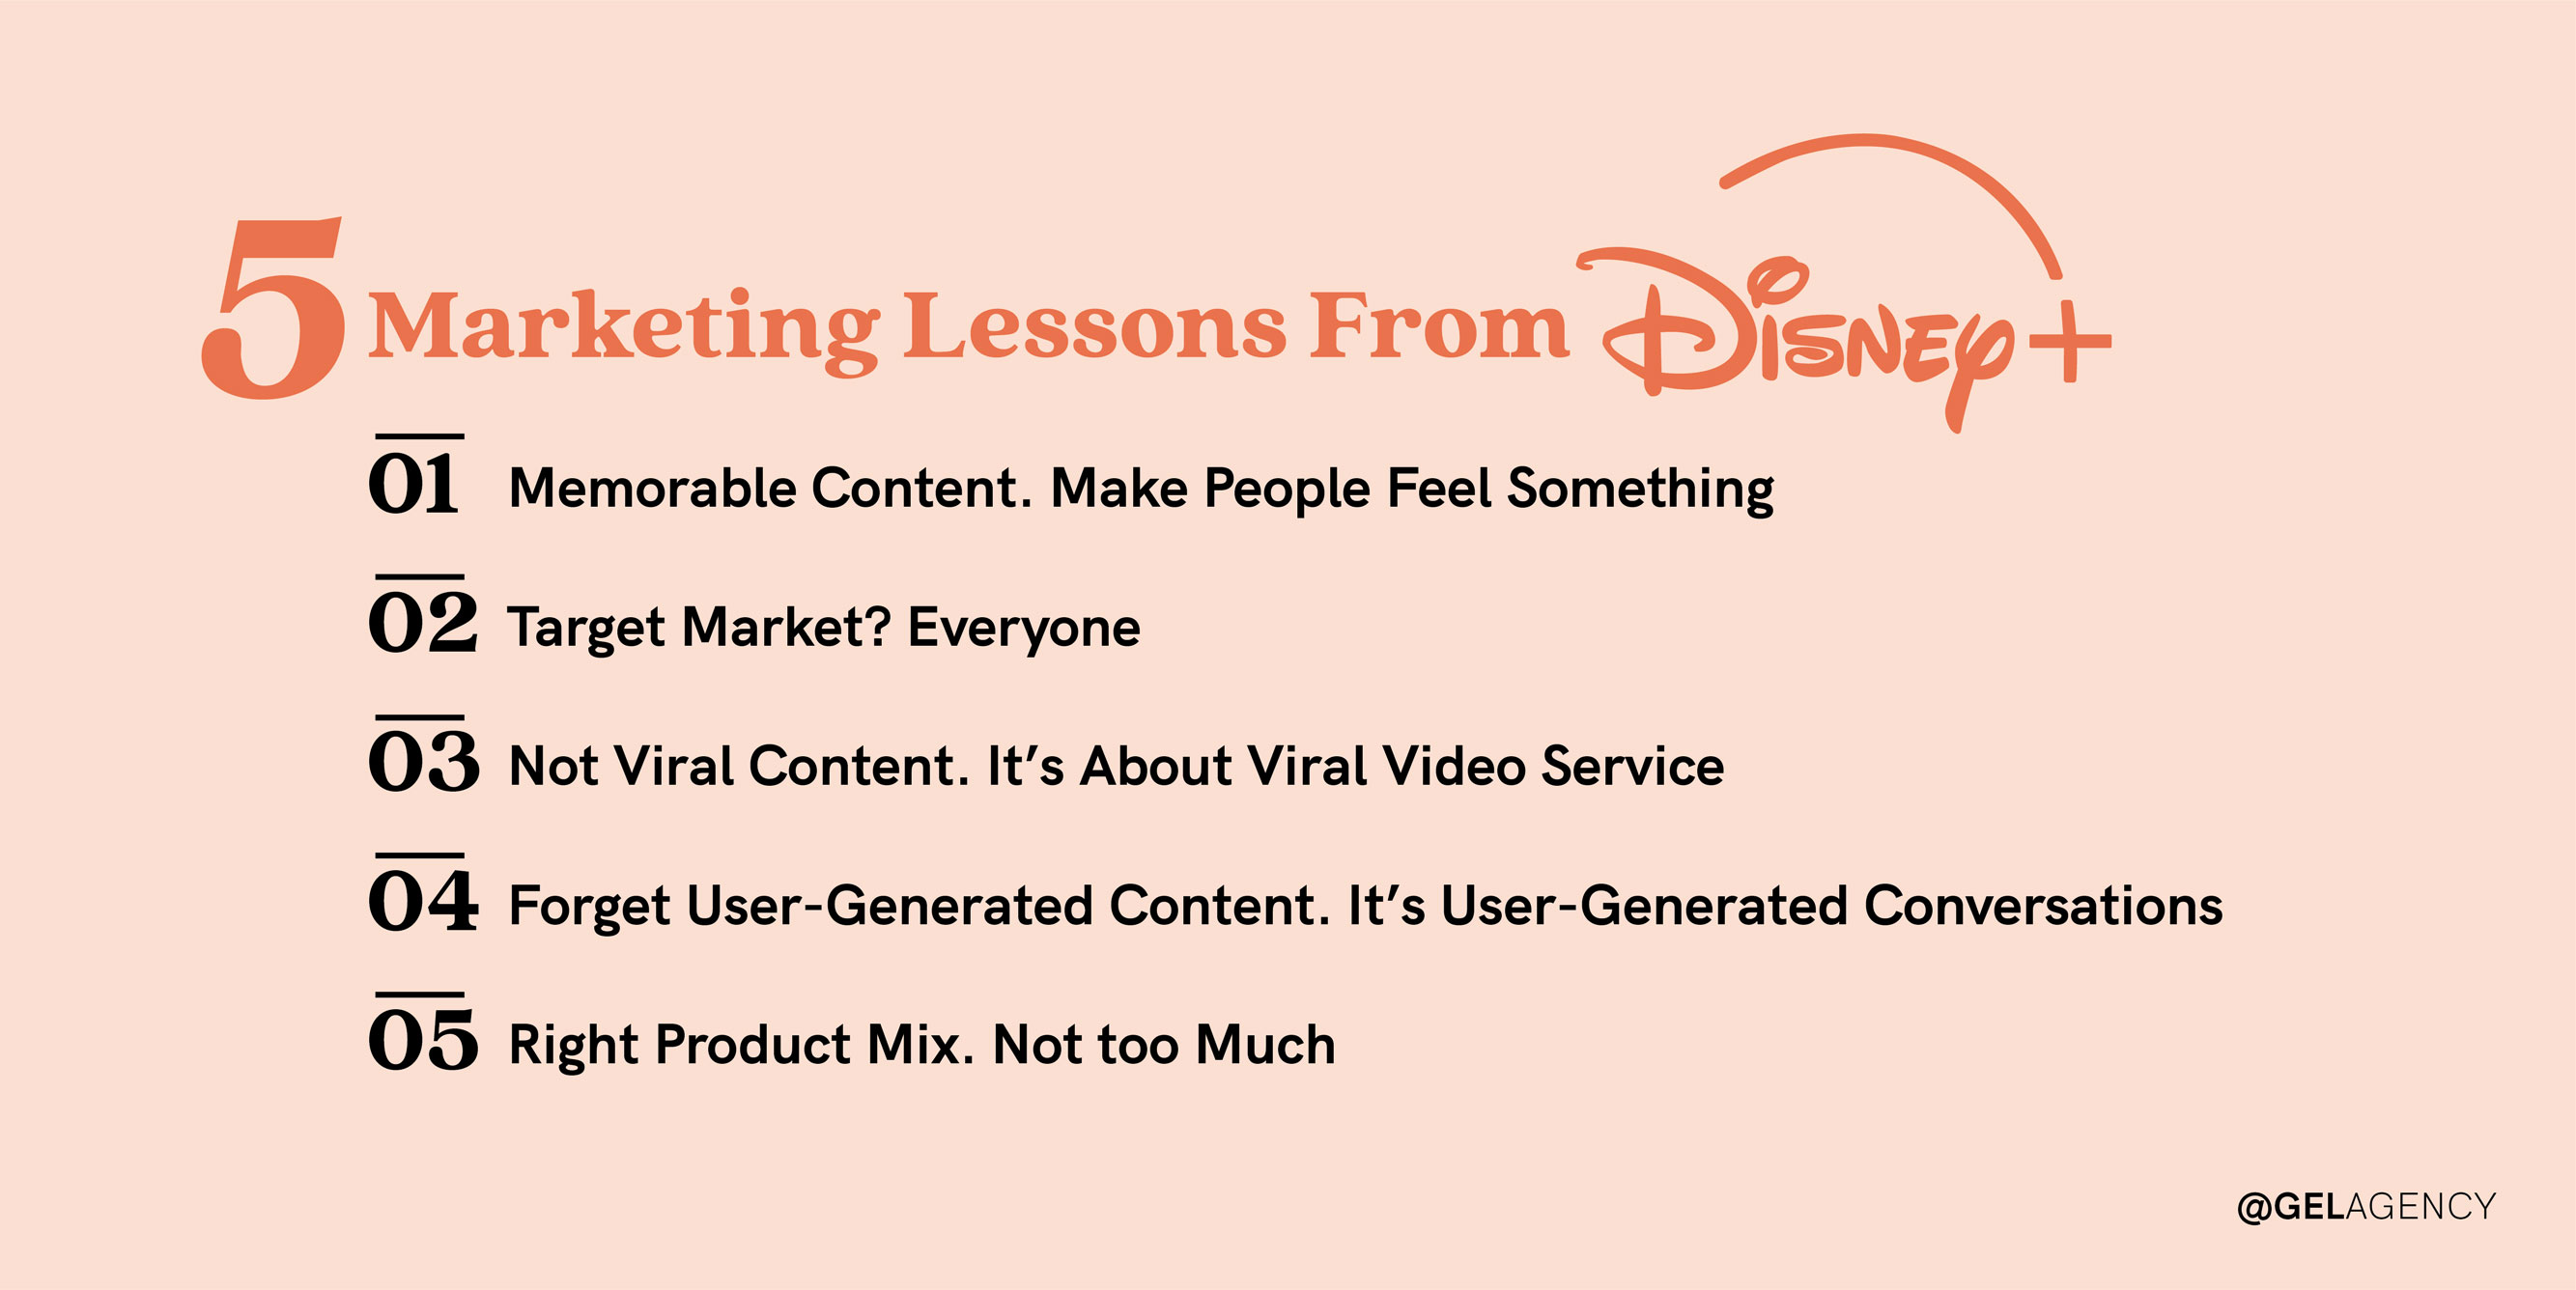 5 Marketing Lessons From Disney+
01 Memorable Content. Make People Feel Something
02 Target Market? Everyone
03 Not Viral Content. It’s About Viral Video Service
04 Forget User-Generated Content. It’s User-Generated Conversations
05 Right Product Mix. Not too Much
@GELAGENCY